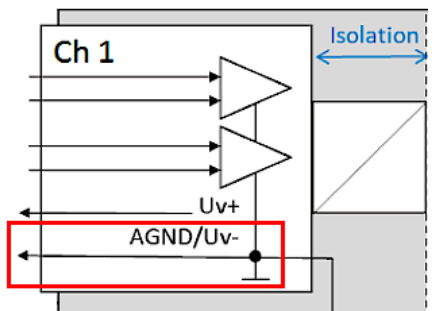 Isolation
Ch 1
Uv+
AGND/Uv-